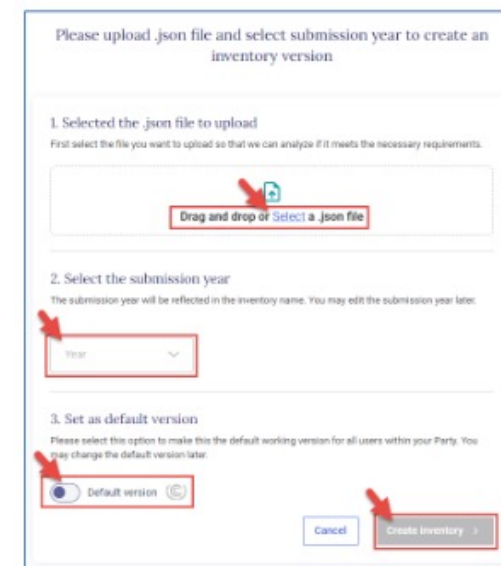 Please upload .json file and select submission year to create an
inventory version
1. Selected the .json file to upload
First select the file you want to upload so that we can analyze if it meets the necessary requirements.
Drag and drop or Select a .json file
2. Select the submission year
The submission year will be reflected in the inventory name. You may edit the submission year later.
Year
3. Set as default version
Please select this option to make this the default working version for all users within your Party. You
may change the default version later.
Default version
Cancel
Create inventory >